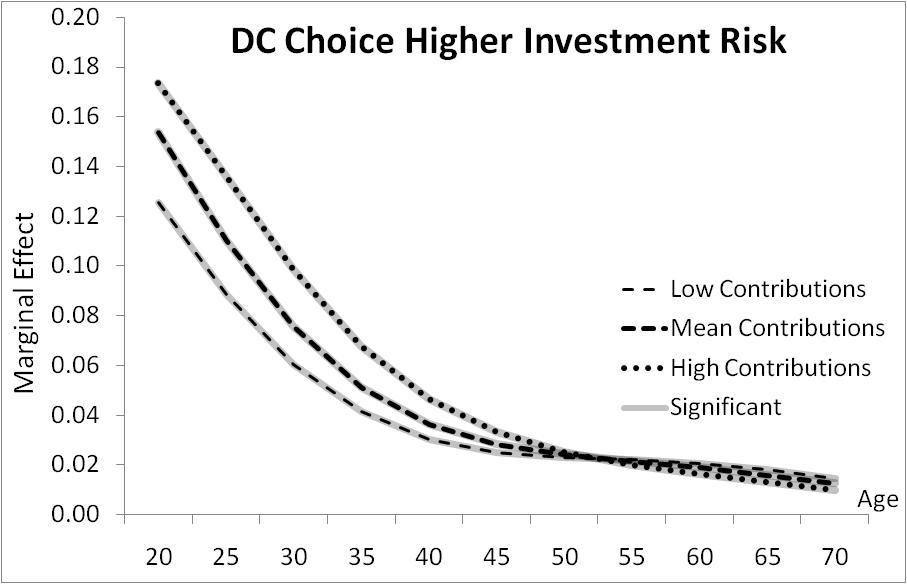 DC Choice Higher Investment Risk
Marginal Effect
0.20
0.18
0.16
0.14
0.12
0.10
0.08
0.06
0.04
0.02
0.00
Low Contributions
Mean Contributions
High Contributions
Significant
Age
20 25 30 35 40 45 50 55 60 65 70